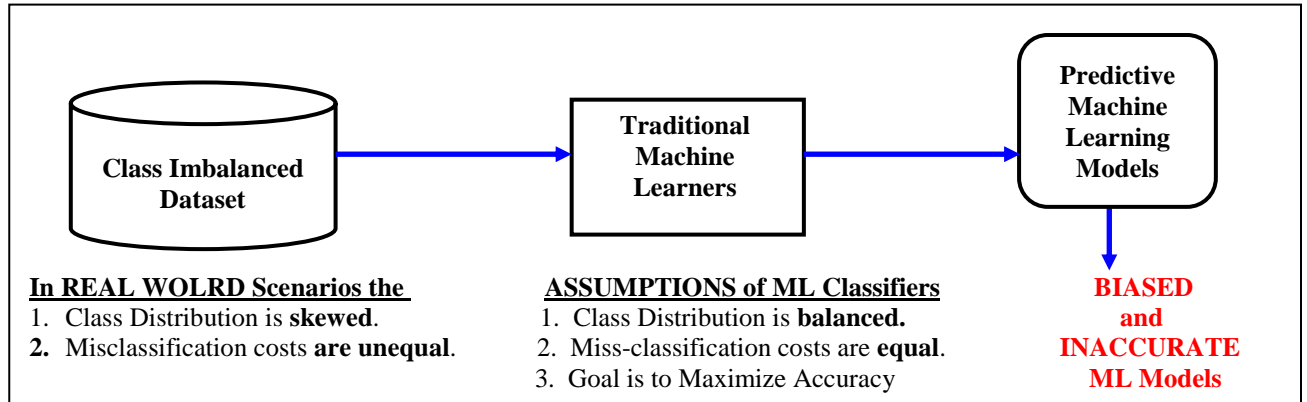 Class Imbalanced
Dataset
Traditional
Machine
Learners
Predictive
Machine
Learning
Models
In REAL WOLRD Scenarios the
1. Class Distribution is skewed.
2. Misclassification costs are unequal.
ASSUMPTIONS of ML Classifiers
1. Class Distribution is balanced.
2. Miss-classification costs are equal.
3. Goal is to Maximize Accuracy
BIASED
and
INACCURATE
ML Models